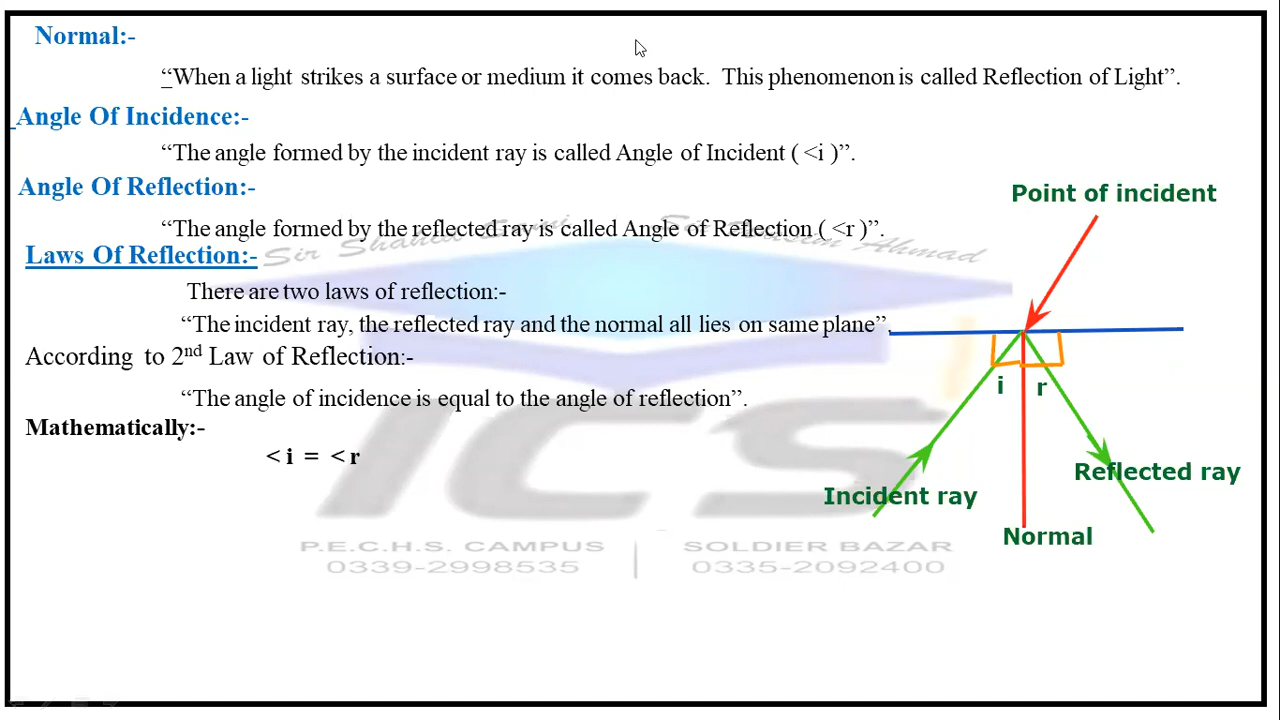 Normal:-
“When a light strikes a surface or medium it comes back. This phenomenon is called Reflection of Light”.
Angle Of Incidence:-
“The angle formed by the incident ray is called Angle of Incident ( <i )”.
Angle Of Reflection:-
“The angle formed by the reflected ray is called Angle of Reflection ( <r )”.
Laws Of Reflection:-
There are two laws of reflection:-
“The incident ray, the reflected ray and the normal all lies on same plane”.
According to 2nd Law of Reflection:-
“The angle of incidence is equal to the angle of reflection”.
Mathematically:-
< i = < r
Point of incident
i r
Incident ray
Reflected ray
Normal
Sir Sir Ahmad
ICS
P.E.C.H.S. CAMPUS | SOLDIER BAZAR
0339-2998535 | 0335-2092400